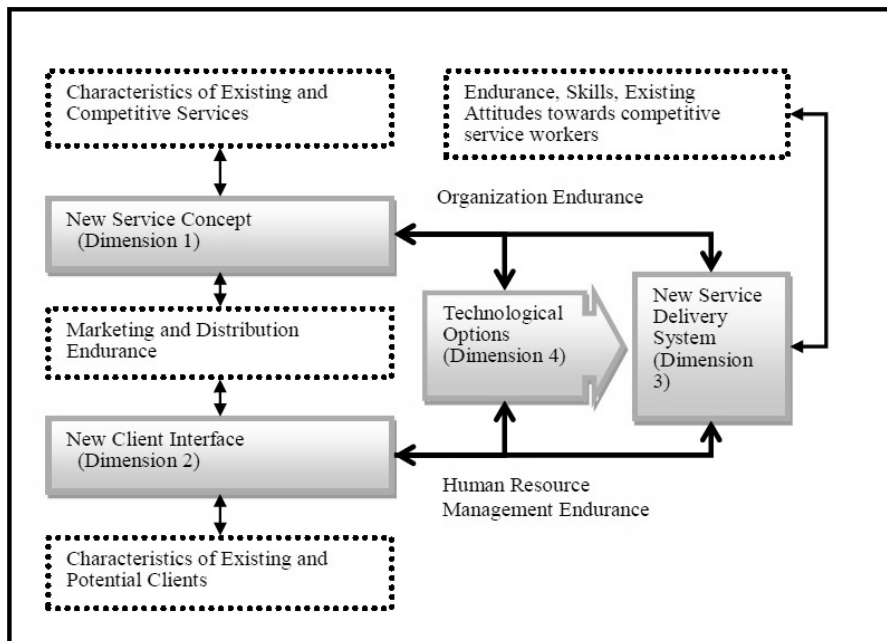 Characteristics of Existing and
Competitive Services
Endurance, Skills, Existing
Attitudes towards competitive
service workers
Organization Endurance
New Service Concept
(Dimension 1)
Marketing and Distribution
Endurance
Technological
Options
(Dimension 4)
New Service
Delivery
System
(Dimension
3)
New Client Interface
(Dimension 2)
Human Resource
Management Endurance
Characteristics of Existing and
Potential Clients